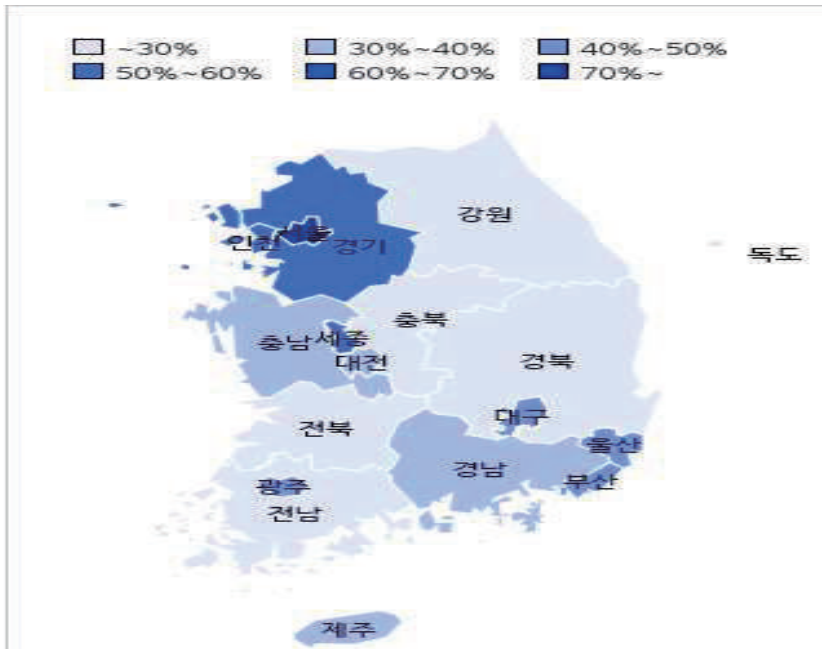 ~30% 30%~40% 40%~50%
50%~60% 60%~70% 70%~
강원
서울
인천
경기
독도
충북
충남
세종
대전
경북
대구
전북
울산
경남
부산
광주
전남
제주